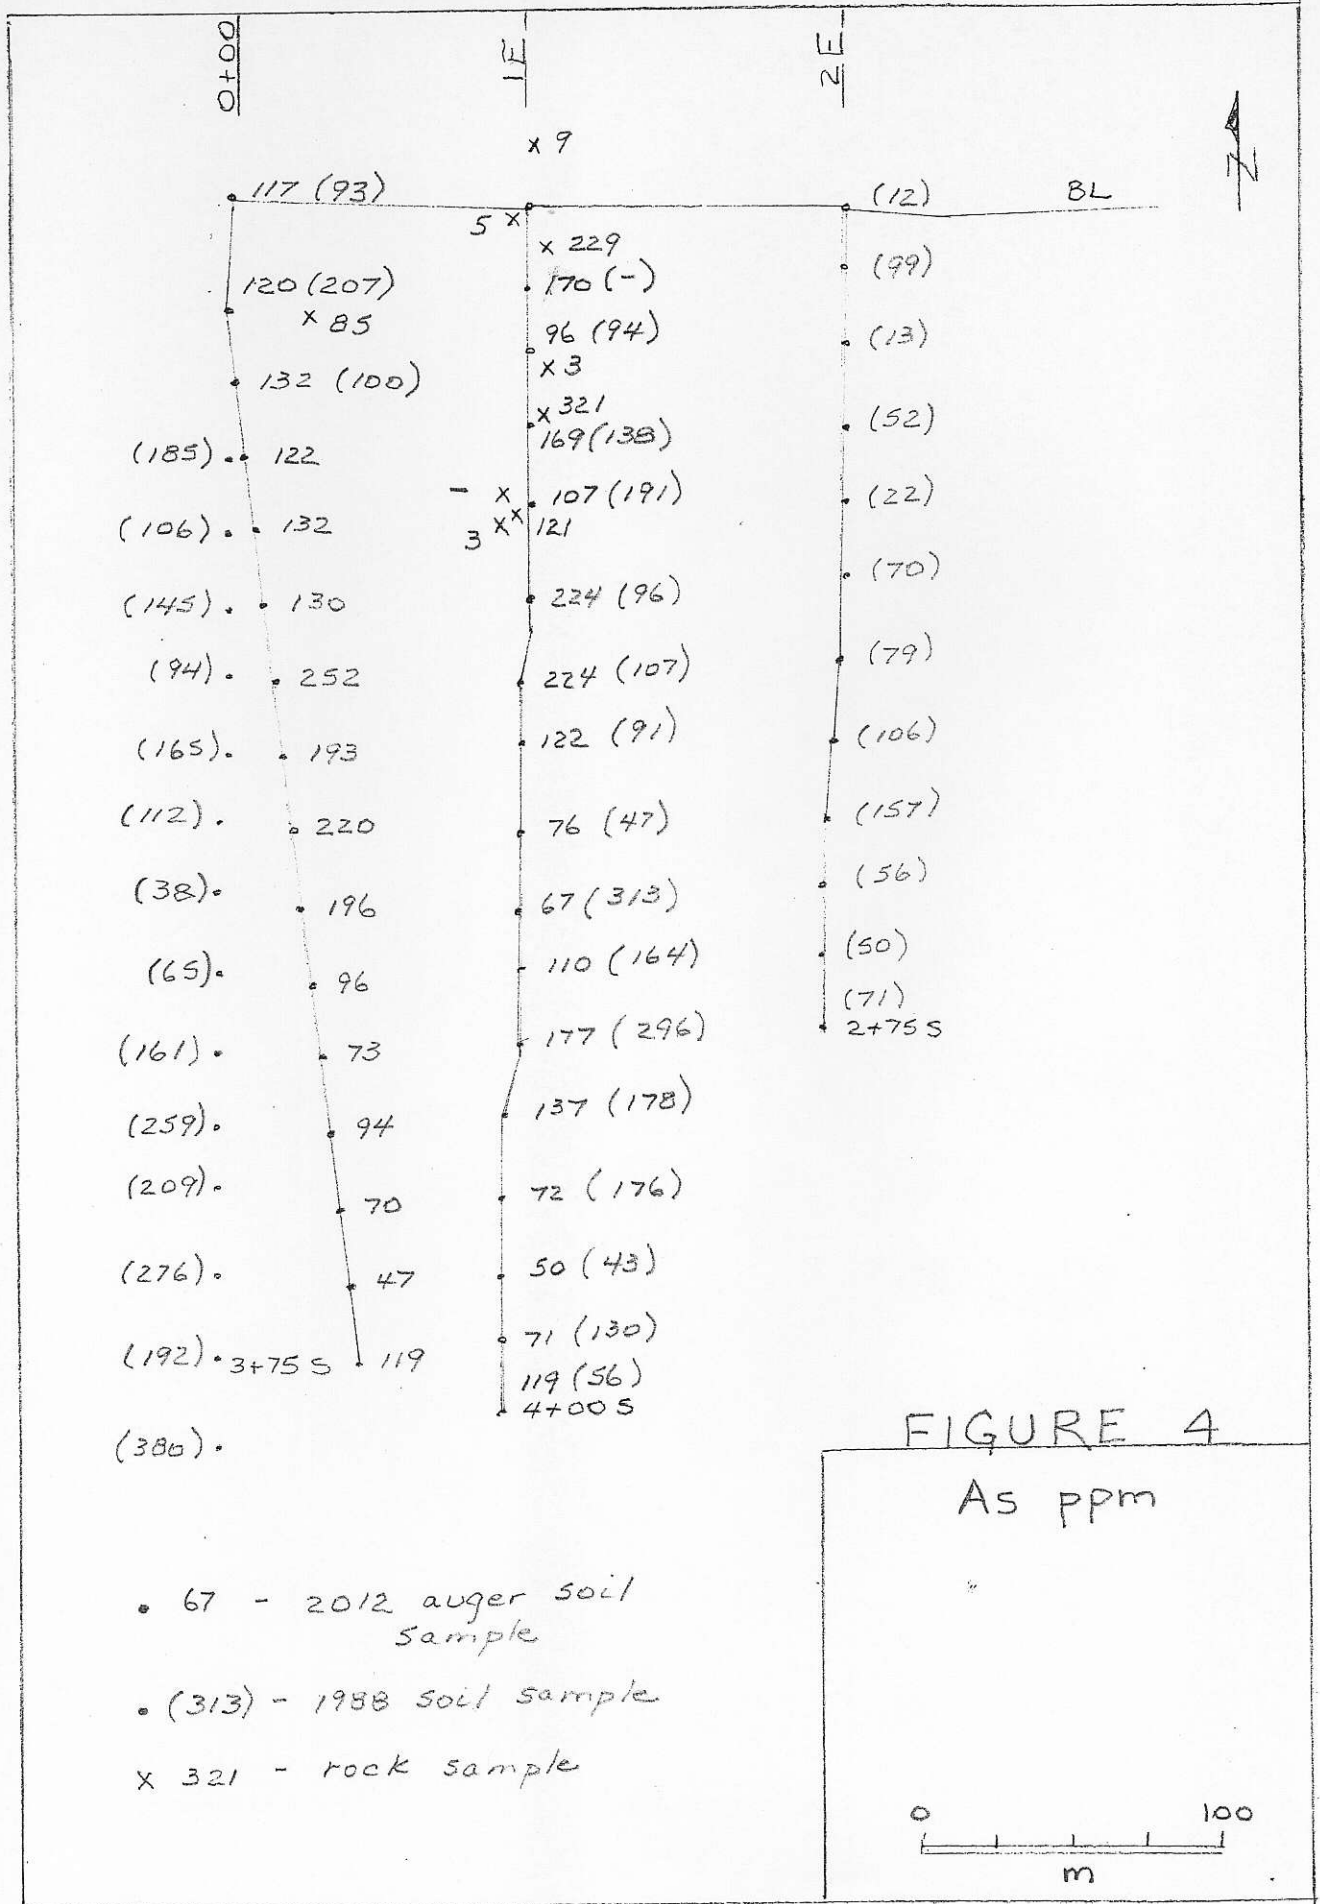 0+00 1E 2E
x 9
N
117 (93) (12) BL
5 x
x 229
(99)
120 (207) 170 (-)
x 85
96 (94) (13)
x 3
132 (100)
x 321 (52)
169 (138)
(185) . . 122
- x 107 (191) (22)
(106) . . 132 3 x x 121
(70)
(145) . . 130 224 (96)
(94) . . 252 224 (107) (79)
(165) . . 193 122 (91) (106)
(112) . . 220 76 (47) (157)
(38) . . 196 67 (313) (56)
(65) . . 96 110 (164) (50)
(71)
(161) . . 73 177 (296) 2+75 S
(259) . . 94 137 (178)
(209) . . 70 72 (176)
(276) . . 47 50 (43)
71 (130)
(192) . 3+75 S . 119
119 (56)
4+00 S
(380) .
FIGURE 4
As ppm
. 67 - 2012 auger soil
sample
. (313) - 1988 soil sample
x 321 - rock sample
0 100
m